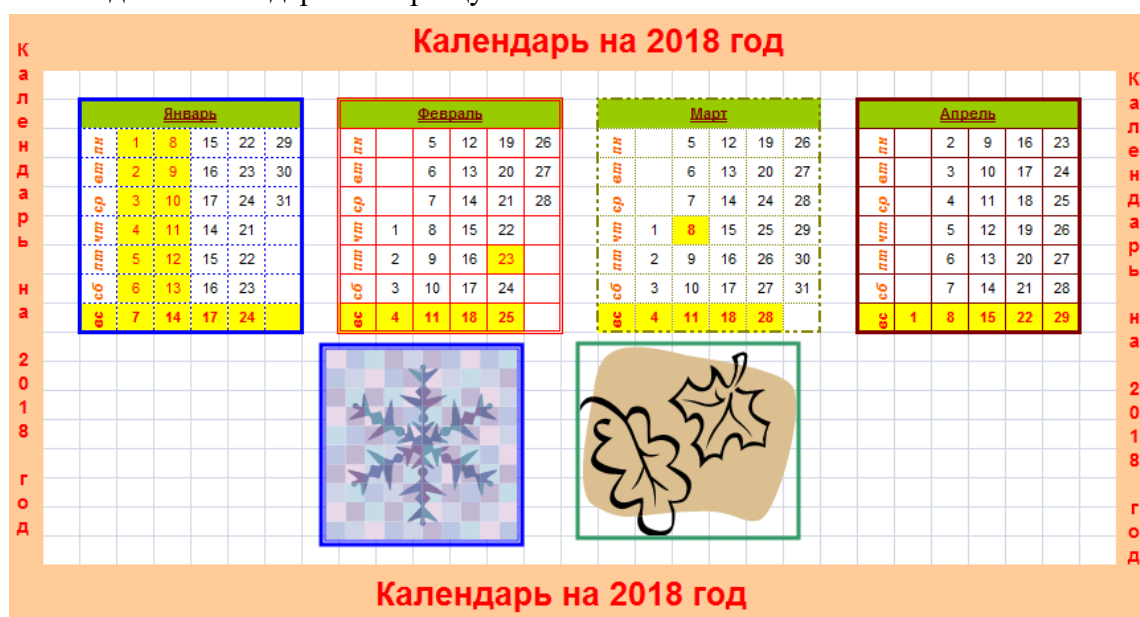 Календарь на 2018 год
Календарь на 2018 год
Январь
пн 1 8 15 22 29
вт 2 9 16 23 30
ср 3 10 17 24 31
чт 4 11 14 21
пт 5 12 15 22
сб 6 13 16 23
вс 7 14 17 24
Февраль
пн 5 12 19 26
вт 6 13 20 27
ср 7 14 21 28
чт 1 8 15 22
пт 2 9 16 23
сб 3 10 17 24
вс 4 11 18 25
Март
пн 5 12 19 26
вт 6 13 20 27
ср 7 14 24 28
чт 1 8 15 25 29
пт 2 9 16 26 30
сб 3 10 17 27 31
вс 4 11 18 28
Апрель
пн 2 9 16 23
вт 3 10 17 24
ср 4 11 18 25
чт 5 12 19 26
пт 6 13 20 27
сб 7 14 21 28
вс 1 8 15 22 29
Календарь на 2018 год
Календарь на 2018 год